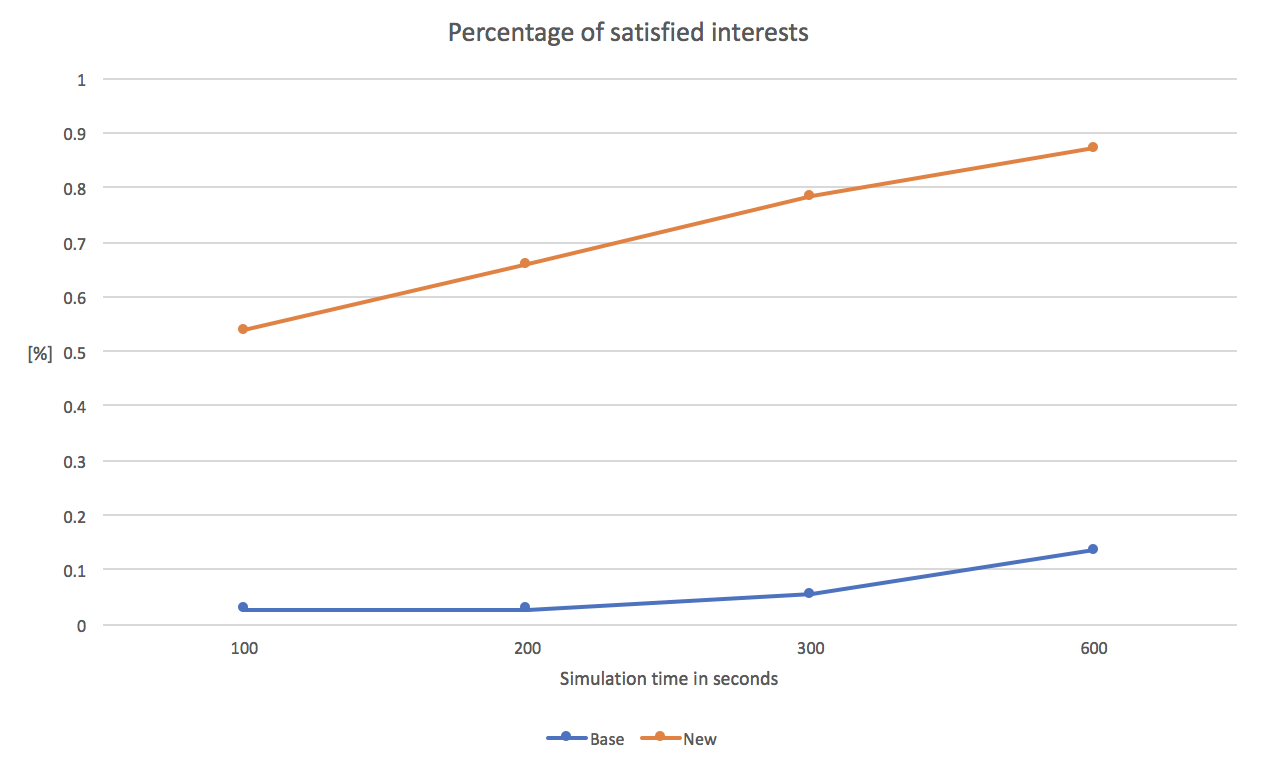 Percentage of satisfied interests
1
0.9
0.8
0.7
0.6
[%] 0.5
0.4
0.3
0.2
0.1
0
100 200 300 600
Simulation time in seconds
Base New